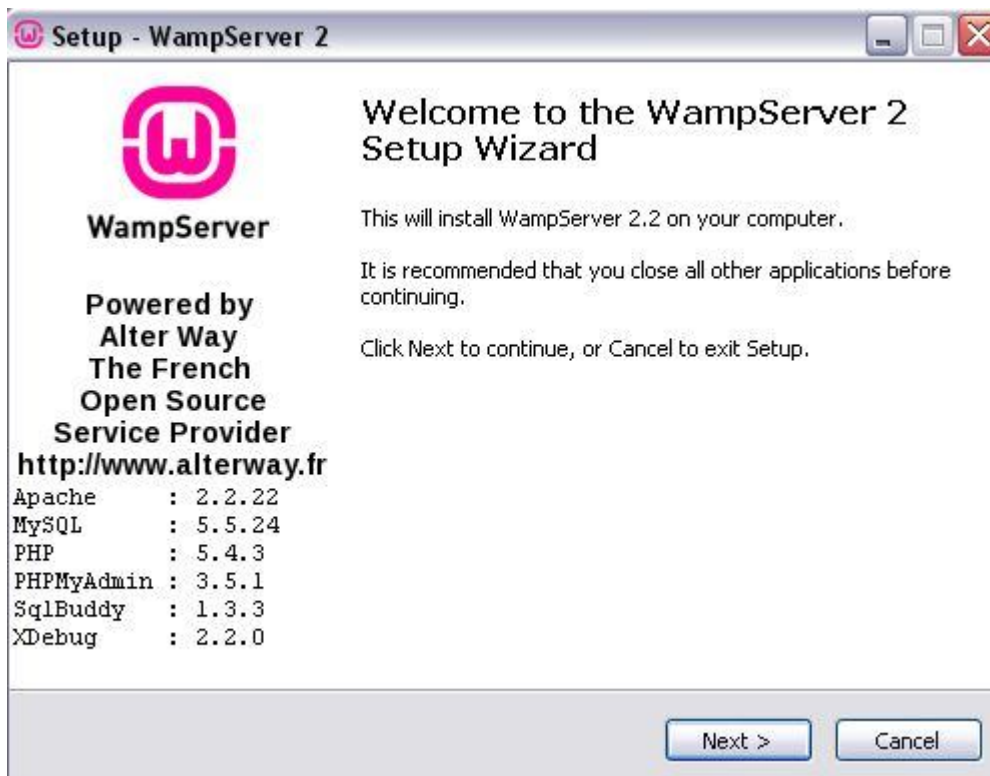 Setup - WampServer 2
WampServer
Powered by
Alter Way
The French
Open Source
Service Provider
http://www.alterway.fr
Apache : 2.2.22
MySQL : 5.5.24
PHP : 5.4.3
PHPMyAdmin : 3.5.1
SqlBuddy : 1.3.3
XDebug : 2.2.0
Welcome to the WampServer 2
Setup Wizard
This will install WampServer 2.2 on your computer.
It is recommended that you close all other applications before
continuing.
Click Next to continue, or Cancel to exit Setup.
Next >
Cancel